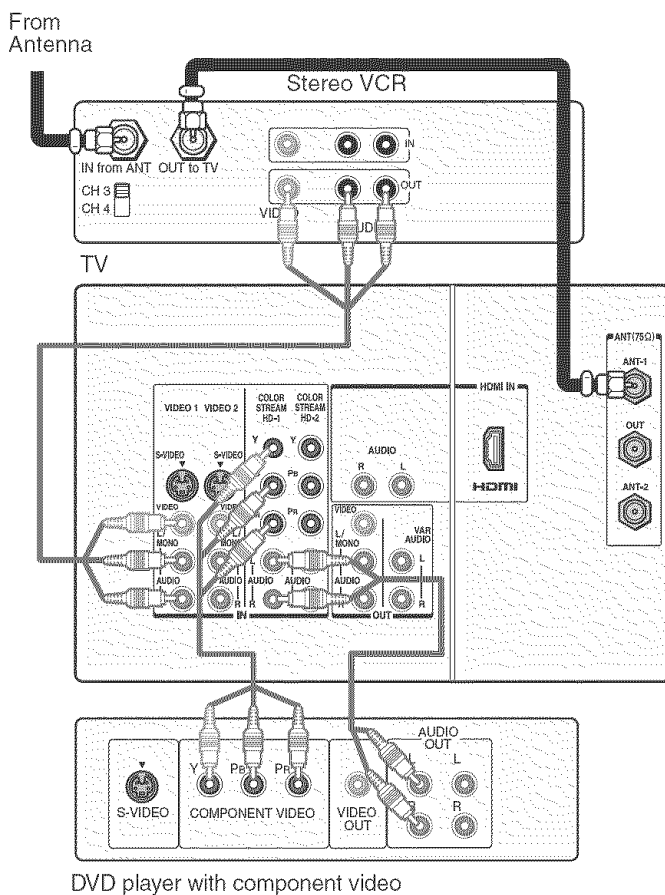 From
Antenna
Stereo VCR
IN from ANT OUT to TV
IN
CH 3
CH 4
OUT
TV
ANT(75Ω)
ANT-1
OUT
ANT-2
VIDEO 1 VIDEO 2
COLOR STREAM HD-1
COLOR STREAM HD-2
HDMI IN
HDMI
S-VIDEO
S-VIDEO
Y
Y
PB
PR
AUDIO
R L
VIDEO
L/MONO
AUDIO
AUDIO
R
L/
AUDIO
R
AUDIO
IN
VIDEO
L/MONO
AUDIO
VAR AUDIO
L
R
OUT
Y PB PR
S-VIDEO
COMPONENT VIDEO
VIDEO OUT
AUDIO OUT
L
L
R
DVD player with component video